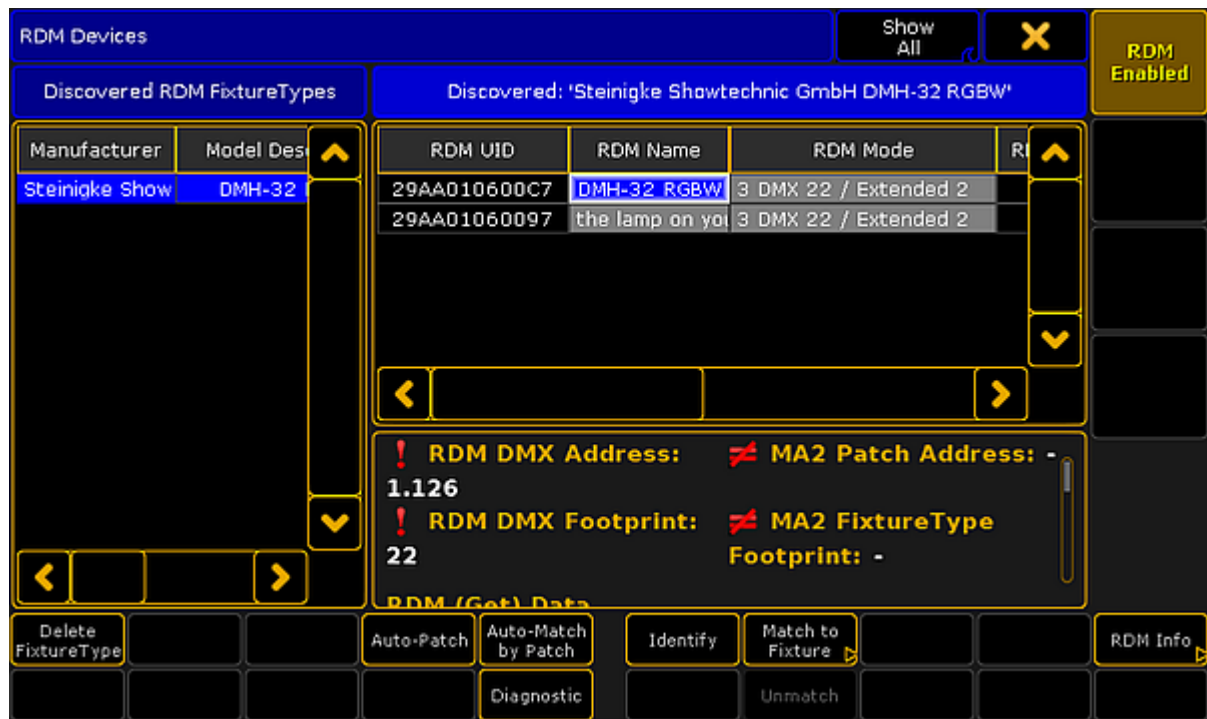 RDM Devices
Show
All
RDM
Enabled
Discovered RDM FixtureTypes
Discovered: 'Steinigke Showtechnic GmbH DMH-32 RGBW'
Manufacturer
Model Des
RDM UID
RDM Name
RDM Mode
Steinigke Show
DMH-32
29AA010600C7
DMH-32 RGBW
3 DMX 22 / Extended 2
29AA01060097
the lamp on you
3 DMX 22 / Extended 2
! RDM DMX Address: ≠ MA2 Patch Address: -
1.126
! RDM DMX Footprint: ≠ MA2 FixtureType
22 Footprint: -
RDM (Get) Data
Delete
FixtureType
Auto-Patch
Auto-Match
by Patch
Identify
Match to
Fixture
RDM Info
Diagnostic
Unmatch